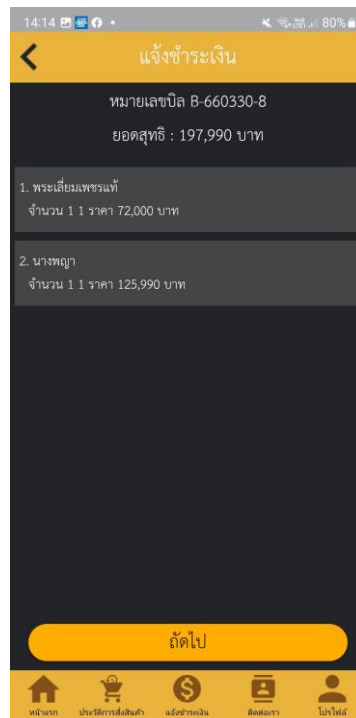 14:14 80%
แจ้งชำระเงิน
หมายเลขบิล B-660330-8
ยอดสุทธิ : 197,990 บาท
1. พระเลี่ยมเพชรแท้
จำนวน 1 1 ราคา 72,000 บาท
2. นางพญา
จำนวน 1 1 ราคา 125,990 บาท
ถัดไป
หน้าแรก ประวัติการสั่งสินค้า แจ้งชำระเงิน ติดต่อเรา โปรไฟล์